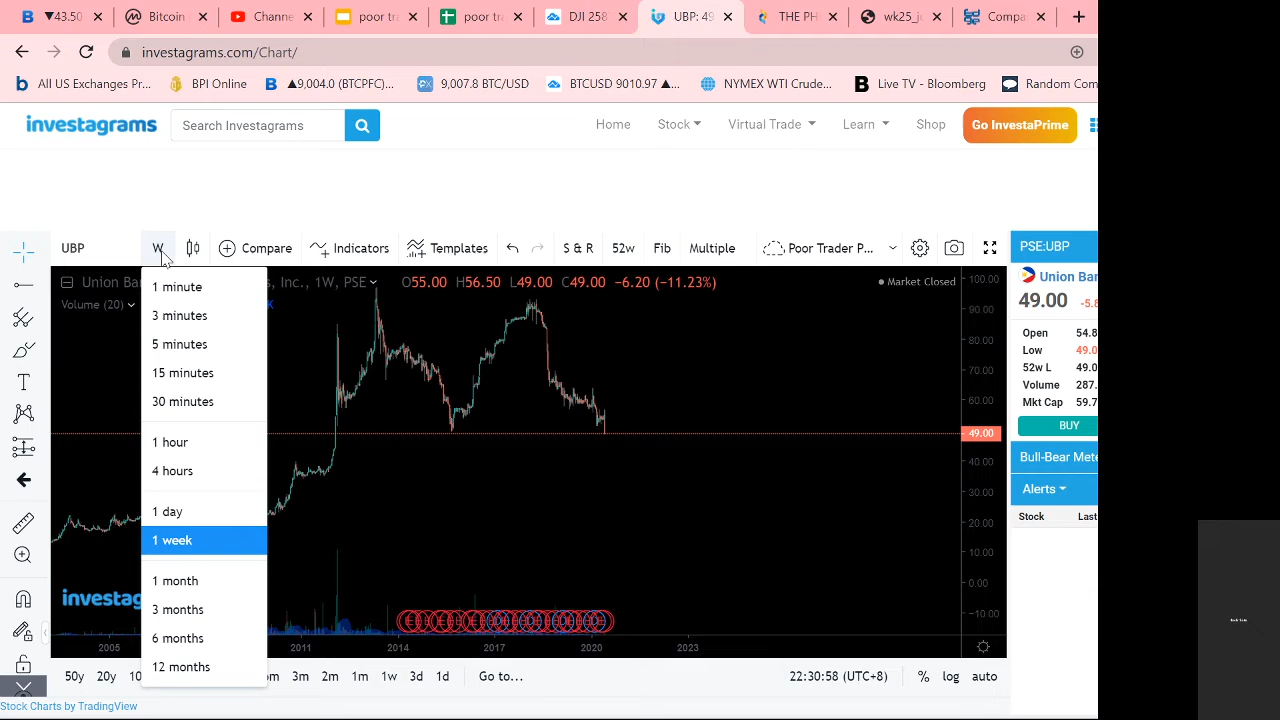 ▼43.50
Bitcoin
Channe
poor tra
poor tra
DJI 258
UBP: 49
THE PH
wk25_ju
Compa
investagrams.com/Chart/
All US Exchanges Pr...
BPI Online
▲9,004.0 (BTCPFC)...
9,007.8 BTC/USD
BTCUSD 9010.97 ▲...
NYMEX WTI Crude...
Live TV - Bloomberg
Random Com
investagrams
Search Investagrams
Home
Stock
Virtual Trade
Learn
Shop
Go InvestaPrime
UBP
W
Compare
Indicators
Templates
S & R
52w
Fib
Multiple
Poor Trader P...
PSE:UBP
Union Ba
s, Inc., 1W, PSE
O55.00 H56.50 L49.00 C49.00 −6.20 (−11.23%)
Market Closed
Volume (20)
K
1 minute
3 minutes
5 minutes
15 minutes
30 minutes
1 hour
4 hours
1 day
1 week
1 month
3 months
6 months
12 months
100.00
90.00
80.00
70.00
60.00
49.00
40.00
30.00
20.00
10.00
0.00
−10.00
investag
2005
2011
2014
2017
2020
2023
50y
20y
10
3m
2m
1m
1w
3d
1d
Go to...
22:30:58 (UTC+8)
%
log
auto
Stock Charts by TradingView
Union Ban
49.00 -5.8
Open 54.8
Low 49.0
52w L 49.0
Volume 287.
Mkt Cap 59.7
BUY
Bull-Bear Mete
Alerts
Stock Last